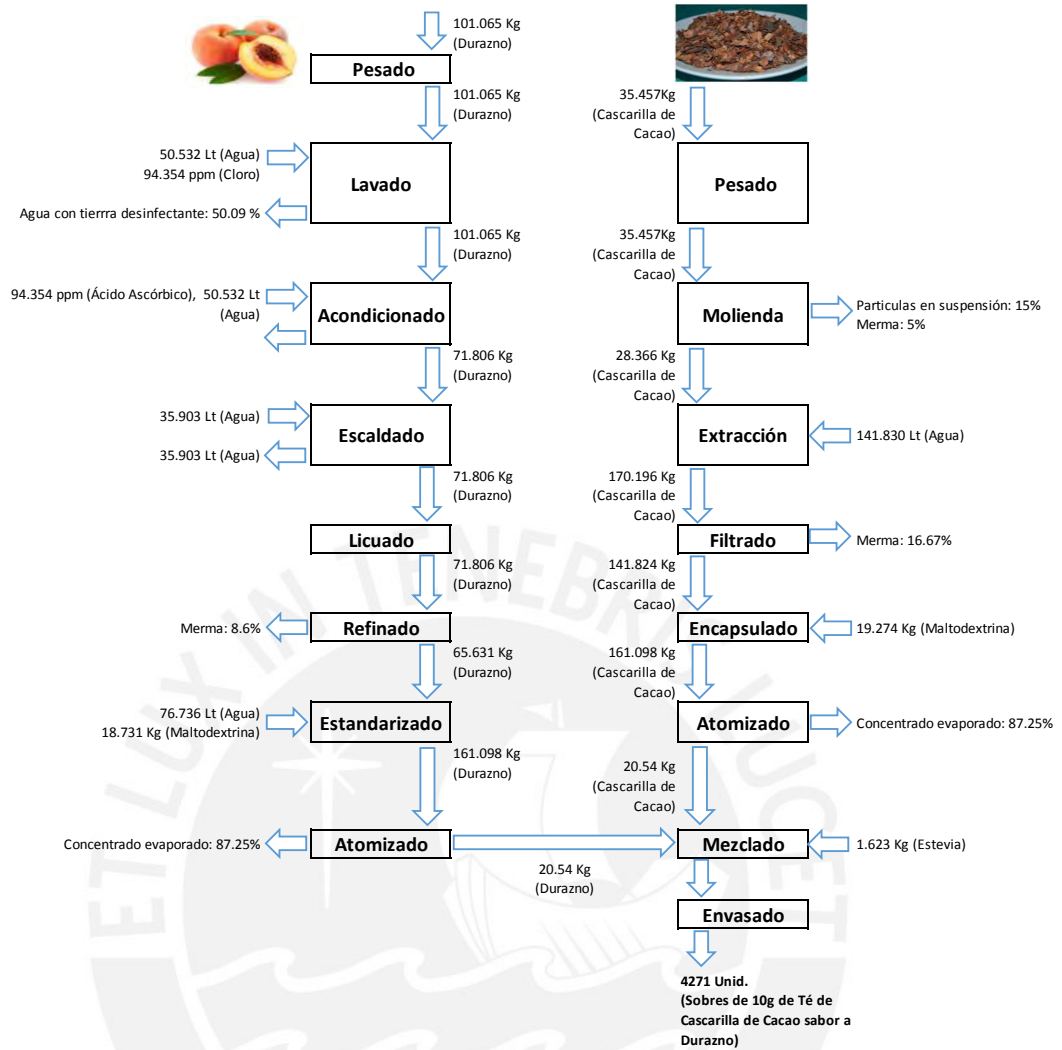 101.065 Kg
(Durazno)
Pesado
101.065 Kg
(Durazno)
50.532 Lt (Agua)
94.354 ppm (Cloro)
Lavado
Agua con tierrra desinfectante: 50.09 %
101.065 Kg
(Durazno)
94.354 ppm (Ácido Ascórbico), 50.532 Lt
(Agua)
Acondicionado
71.806 Kg
(Durazno)
35.903 Lt (Agua)
Escaldado
35.903 Lt (Agua)
71.806 Kg
(Durazno)
Licuado
71.806 Kg
(Durazno)
Merma: 8.6%
Refinado
65.631 Kg
(Durazno)
76.736 Lt (Agua)
18.731 Kg (Maltodextrina)
Estandarizado
161.098 Kg
(Durazno)
Concentrado evaporado: 87.25%
Atomizado
20.54 Kg
(Durazno)
35.457Kg
(Cascarilla de
Cacao)
Pesado
35.457Kg
(Cascarilla de
Cacao)
Molienda
Particulas en suspensión: 15%
Merma: 5%
28.366 Kg
(Cascarilla de
Cacao)
Extracción
141.830 Lt (Agua)
170.196 Kg
(Cascarilla de
Cacao)
Filtrado
Merma: 16.67%
141.824 Kg
(Cascarilla de
Cacao)
Encapsulado
19.274 Kg (Maltodextrina)
161.098 Kg
(Cascarilla de
Cacao)
Atomizado
Concentrado evaporado: 87.25%
20.54 Kg
(Cascarilla de
Cacao)
Mezclado
1.623 Kg (Estevia)
Envasado
4271 Unid.
(Sobres de 10g de Té de
Cascarilla de Cacao sabor a
Durazno)
ET LUX IN TENEBRIS LUCET